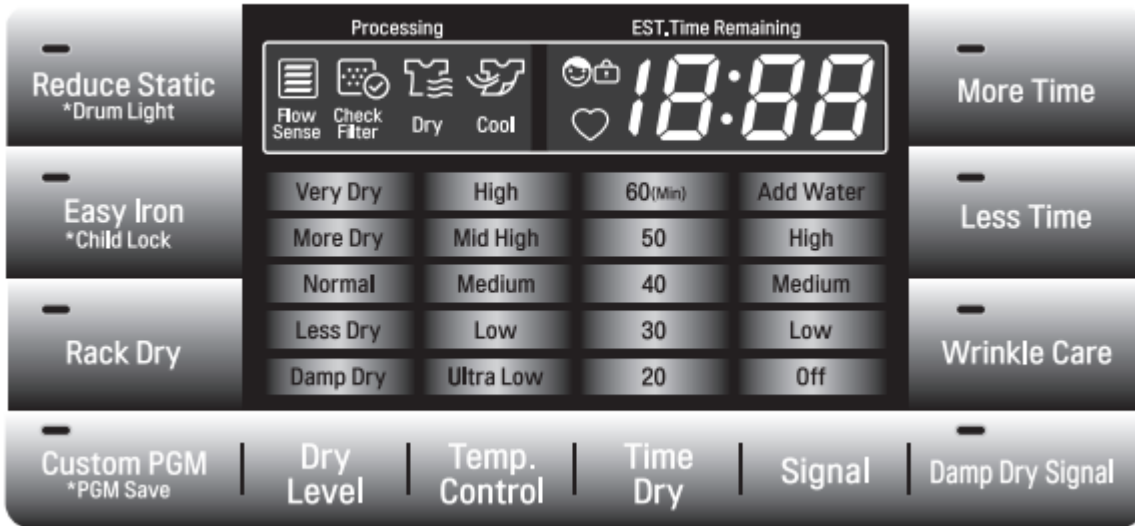 Processing
EST.Time Remaining
Reduce Static
*Drum Light
Flow
Sense
Check
Filter
Dry
Cool
18:88
More Time
Easy Iron
*Child Lock
Very Dry
High
60(Min)
Add Water
Less Time
More Dry
Mid High
50
High
Normal
Medium
40
Medium
Rack Dry
Less Dry
Low
30
Low
Wrinkle Care
Damp Dry
Ultra Low
20
Off
Custom PGM
*PGM Save
Dry
Level
Temp.
Control
Time
Dry
Signal
Damp Dry Signal